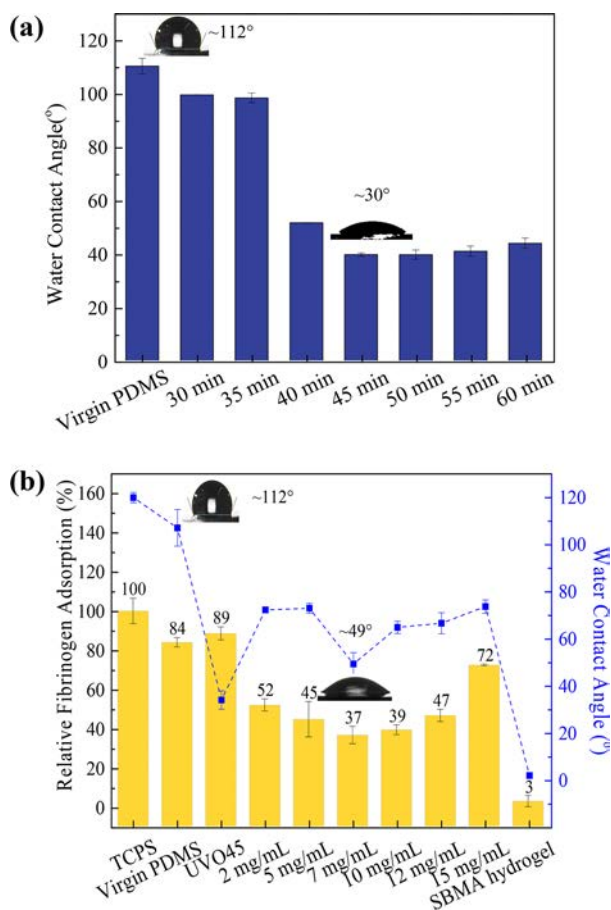 (a)
~112°
~30°
Water Contact Angle(°)
120
100
80
60
40
20
0
Virgin PDMS
30 min
35 min
40 min
45 min
50 min
55 min
60 min
(b)
~112°
~49°
Relative Fibrinogen Adsorption (%)
160
140
120
100
80
60
40
20
0
100
84
89
52
45
37
39
47
72
3
120
100
80
60
40
20
0
Water Contact Angle (°)
TCPS
Virgin PDMS
UVO45
2 mg/mL
5 mg/mL
7 mg/mL
10 mg/mL
12 mg/mL
15 mg/mL
SBMA hydrogel